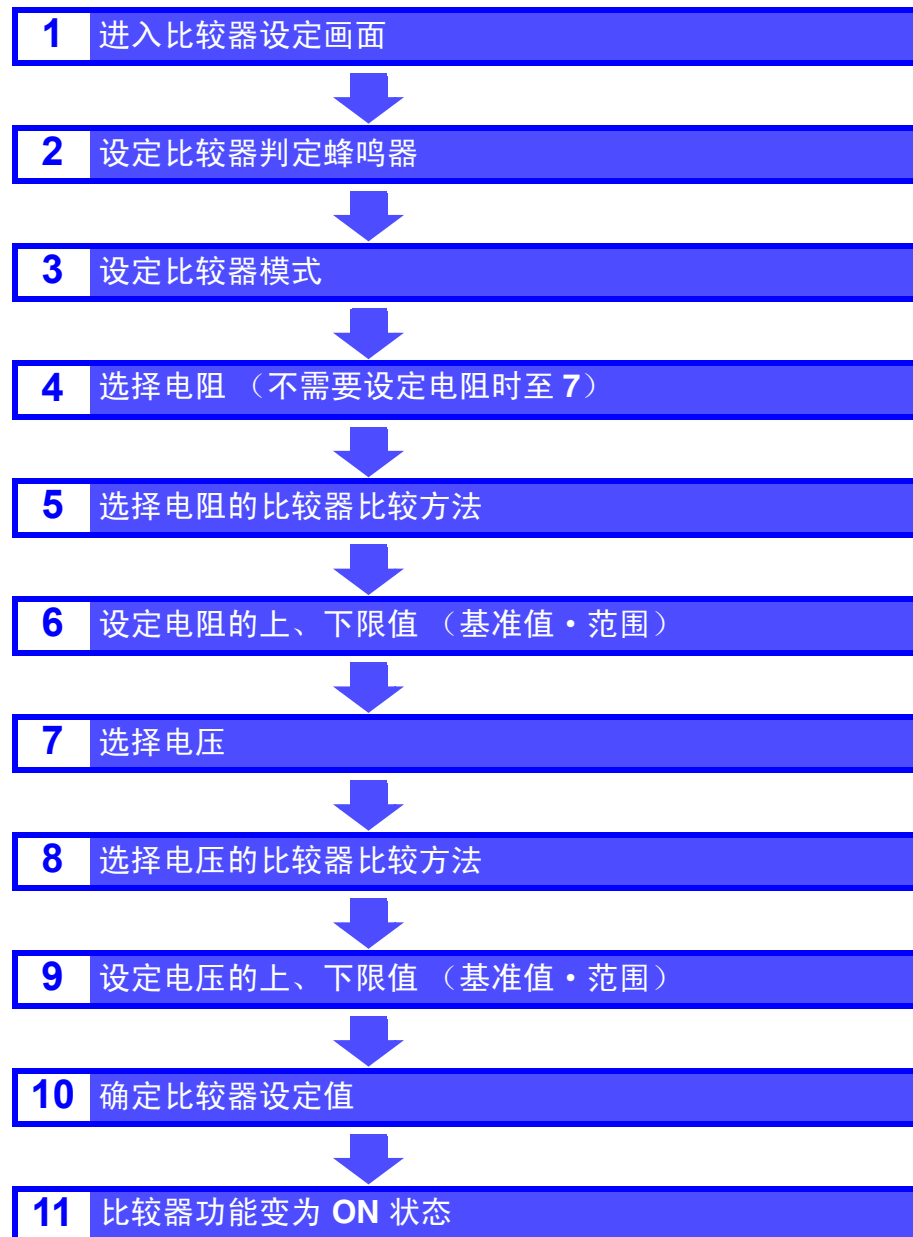 1 进入比较器设定画面
2 设定比较器判定蜂鸣器
3 设定比较器模式
4 选择电阻 （不需要设定电阻时至 7）
5 选择电阻的比较器比较方法
6 设定电阻的上、下限值 （基准值·范围）
7 选择电压
8 选择电压的比较器比较方法
9 设定电压的上、下限值 （基准值·范围）
10 确定比较器设定值
11 比较器功能变为 ON 状态